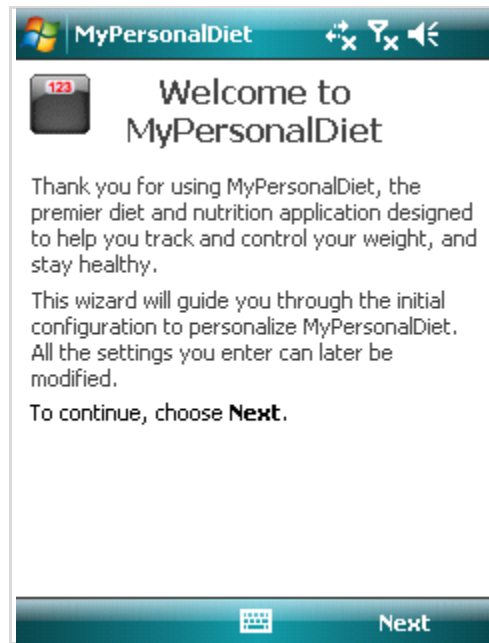 MyPersonalDiet
123
Welcome to
MyPersonalDiet
Thank you for using MyPersonalDiet, the
premier diet and nutrition application designed
to help you track and control your weight, and
stay healthy.
This wizard will guide you through the initial
configuration to personalize MyPersonalDiet.
All the settings you enter can later be
modified.
To continue, choose Next.
Next